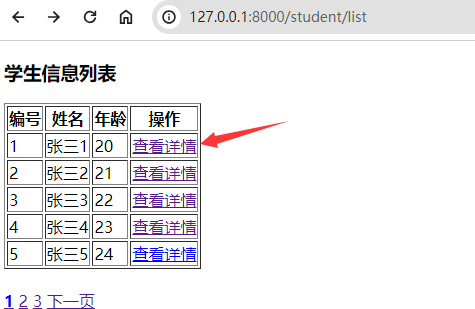 127.0.0.1:8000/student/list
学生信息列表
编号 姓名 年龄 操作
1 张三1 20 查看详情
2 张三2 21 查看详情
3 张三3 22 查看详情
4 张三4 23 查看详情
5 张三5 24 查看详情
1 2 3 下一页